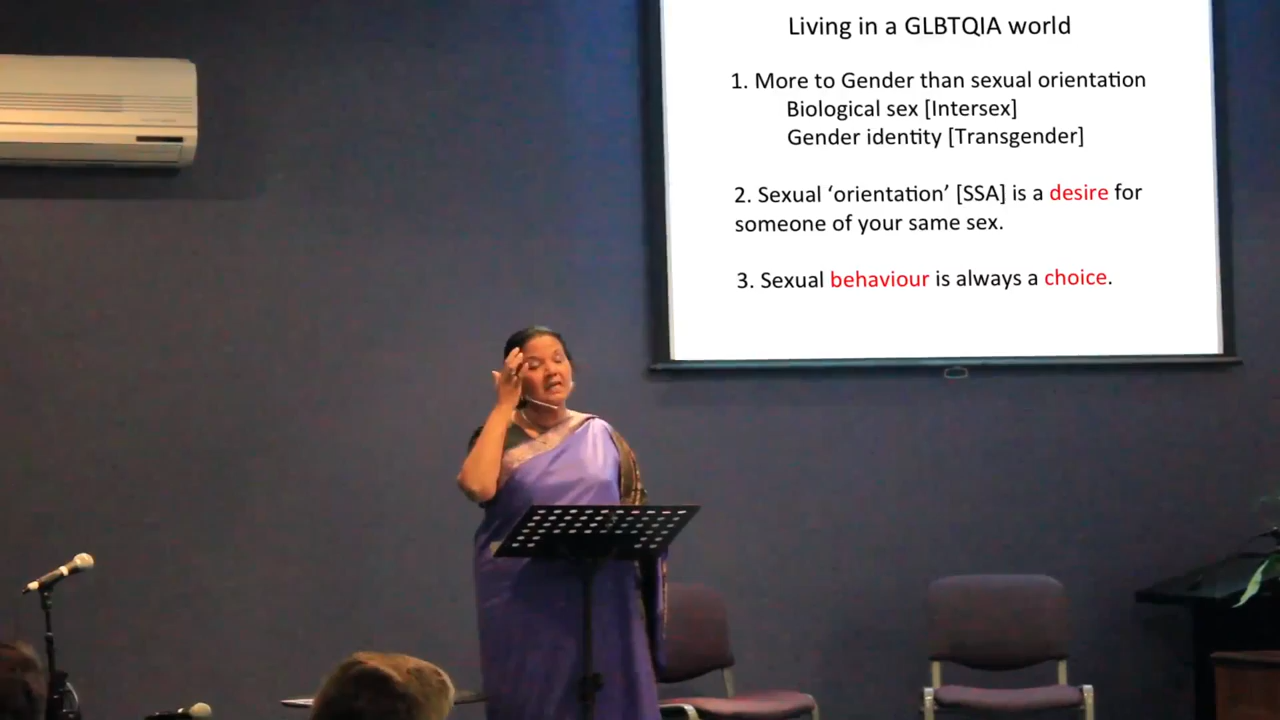 Living in a GLBTQIA world
1. More to Gender than sexual orientation
Biological sex [Intersex]
Gender identity [Transgender]
2. Sexual ‘orientation’ [SSA] is a desire for
someone of your same sex.
3. Sexual behaviour is always a choice.